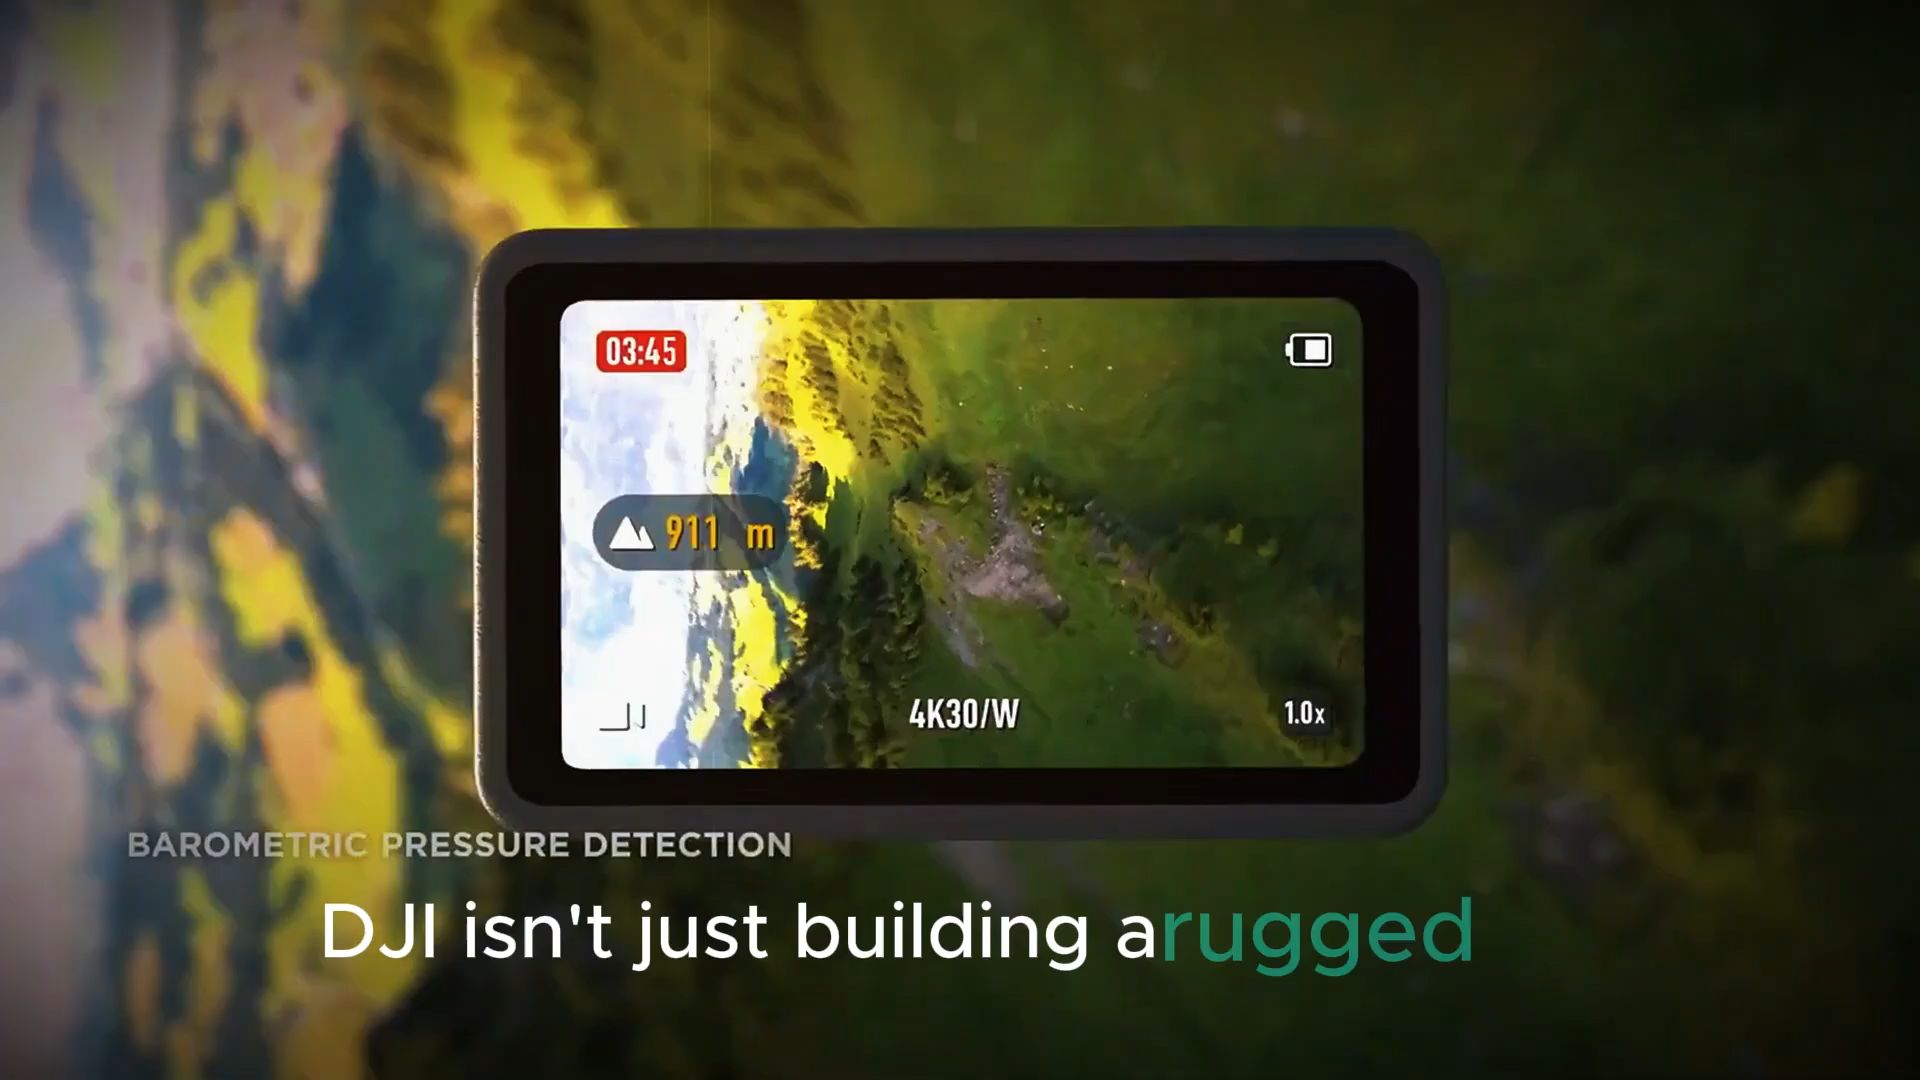 03:45
911 m
4K30/W
1.0x
BAROMETRIC PRESSURE DETECTION
DJI isn't just building arugged